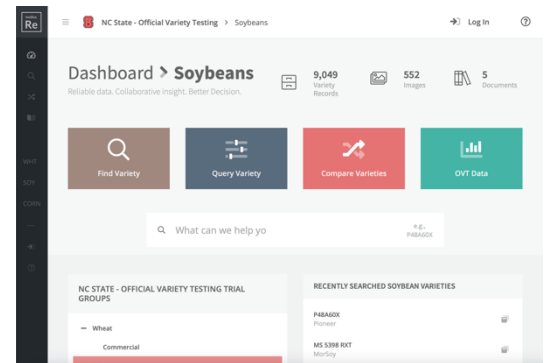 Re
NC State - Official Variety Testing > Soybeans
Log In
Dashboard > Soybeans
Reliable data. Collaborative insight. Better Decision.
9,049
Variety
Records
552
Images
5
Documents
WHT
SOY
CORN
Find Variety
Query Variety
Compare Varieties
OVT Data
What can we help yo
e.g.,
P48A60X
NC STATE - OFFICIAL VARIETY TESTING TRIAL
GROUPS
Wheat
Commercial
RECENTLY SEARCHED SOYBEAN VARIETIES
P48A60X
Pioneer
MS 5398 RXT
MorSoy